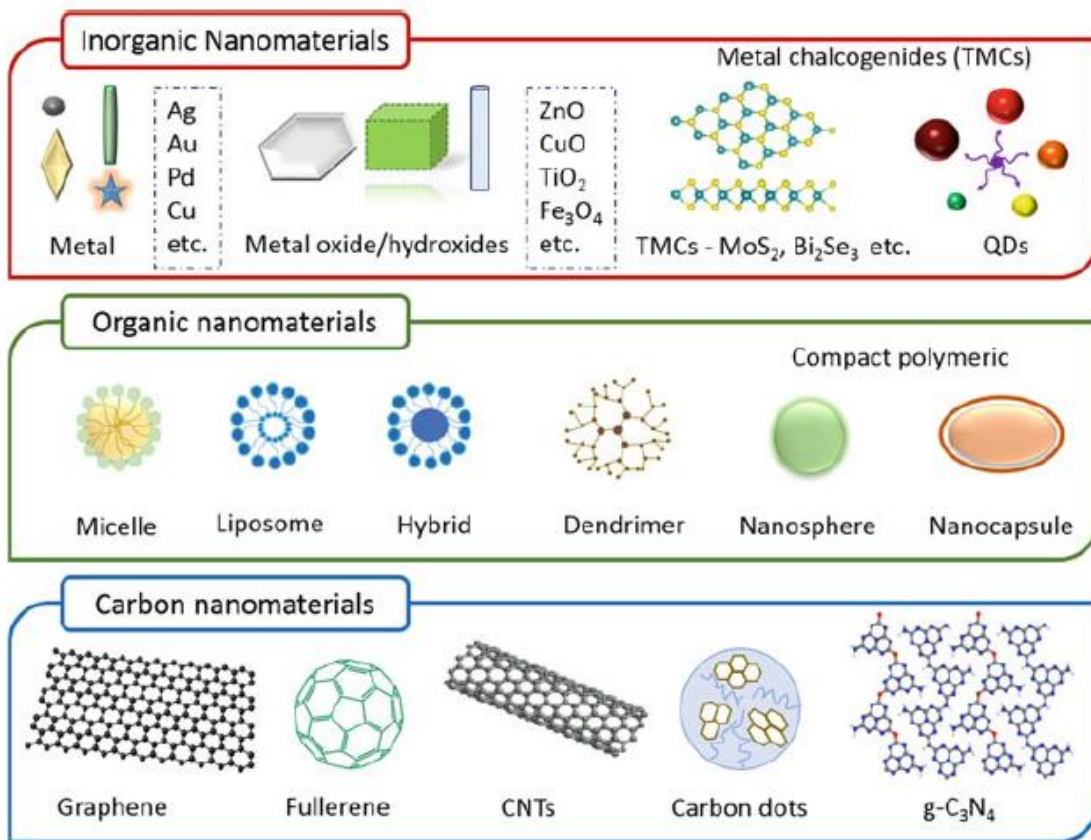 Inorganic Nanomaterials
Metal chalcogenides (TMCs)
Ag
Au
Pd
Cu
etc.
Metal
ZnO
CuO
TiO₂
Fe₃O₄
etc.
Metal oxide/hydroxides
TMCs - MoS₂, Bi₂Se₃ etc.
QDs
Organic nanomaterials
Compact polymeric
Micelle
Liposome
Hybrid
Dendrimer
Nanosphere
Nanocapsule
Carbon nanomaterials
Graphene
Fullerene
CNTs
Carbon dots
g-C₃N₄